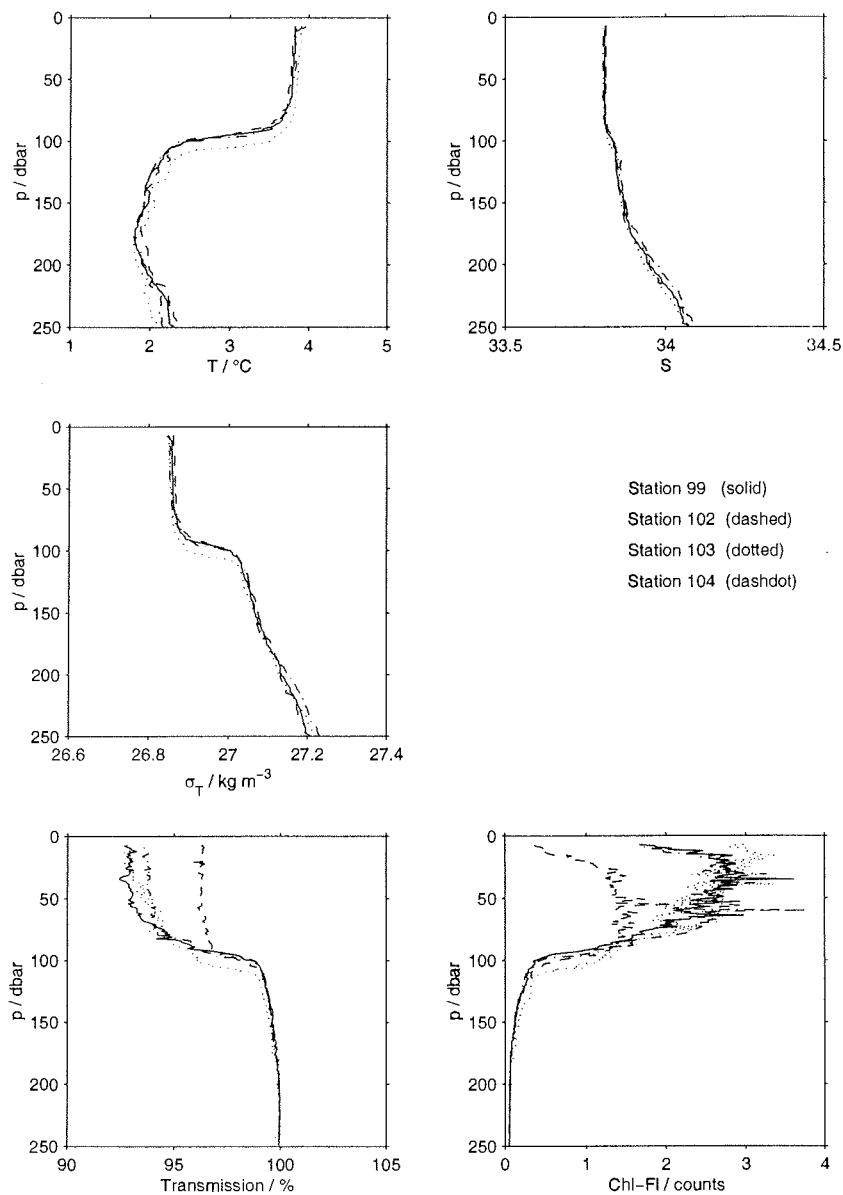 0
50
100
150
200
250
p / dbar
1 2 3 4 5
T / °C
0
50
100
150
200
250
p / dbar
33.5 34 34.5
S
0
50
100
150
200
250
p / dbar
26.6 26.8 27 27.2 27.4
σT / kg m−3
Station 99 (solid)
Station 102 (dashed)
Station 103 (dotted)
Station 104 (dashdot)
0
50
100
150
200
250
p / dbar
90 95 100 105
Transmission / %
0
50
100
150
200
250
p / dbar
0 1 2 3 4
Chl−Fl / counts